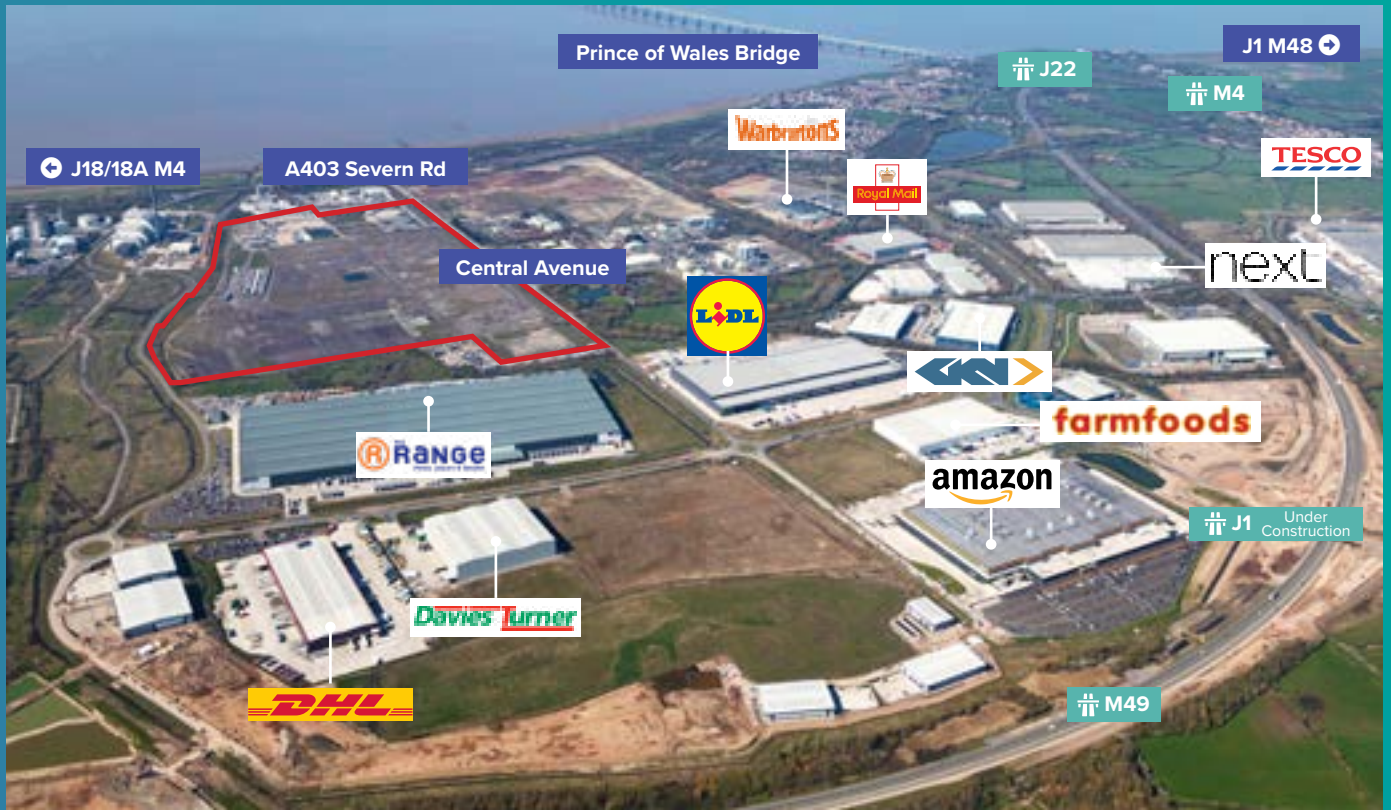 Prince of Wales Bridge
J1 M48
J22
M4
Warburtons
TESCO
J18/18A M4
A403 Severn Rd
Royal Mail
Central Avenue
next
LIDL
GKN
farmfoods
R
THE RANGE
amazon
J1 Under
Construction
Davies Turner
DHL
M49